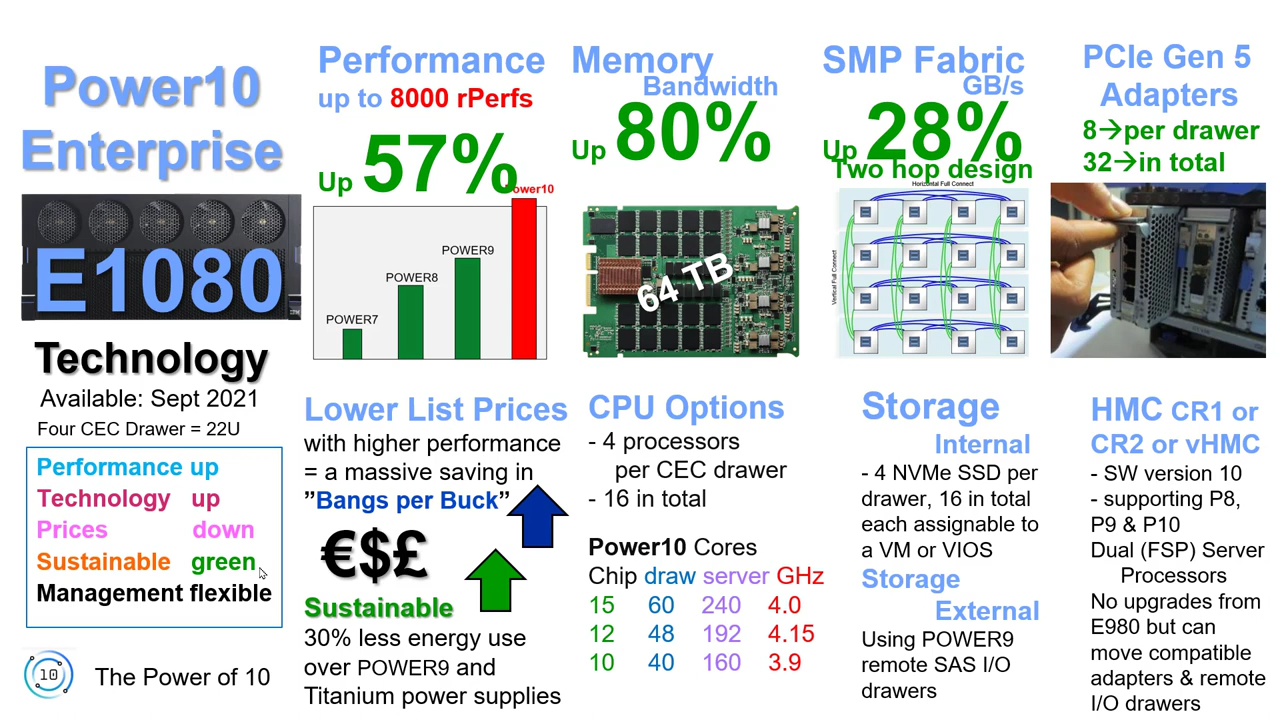 Power10
Enterprise
E1080
Technology
Available: Sept 2021
Four CEC Drawer = 22U
Performance up
Technology up
Prices down
Sustainable green
Management flexible
10
The Power of 10
Performance
up to 8000 rPerfs
Up 57%
Power10
POWER9
POWER8
POWER7
Memory
Bandwidth
Up 80%
64 TB
SMP Fabric
GB/s
Up 28%
Two hop design
Horizontal Full Connect
Vertical Full Connect
PCIe Gen 5
Adapters
8→per drawer
32→in total
Lower List Prices
with higher performance
= a massive saving in
”Bangs per Buck”
€$£
Sustainable
30% less energy use
over POWER9 and
Titanium power supplies
CPU Options
- 4 processors
per CEC drawer
- 16 in total
Power10 Cores
Chip draw server GHz
15 60 240 4.0
12 48 192 4.15
10 40 160 3.9
Storage
Internal
- 4 NVMe SSD per
drawer, 16 in total
each assignable to
a VM or VIOS
Storage
External
Using POWER9
remote SAS I/O
drawers
HMC CR1 or
CR2 or vHMC
- SW version 10
- supporting P8,
P9 & P10
Dual (FSP) Server
Processors
No upgrades from
E980 but can
move compatible
adapters & remote
I/O drawers